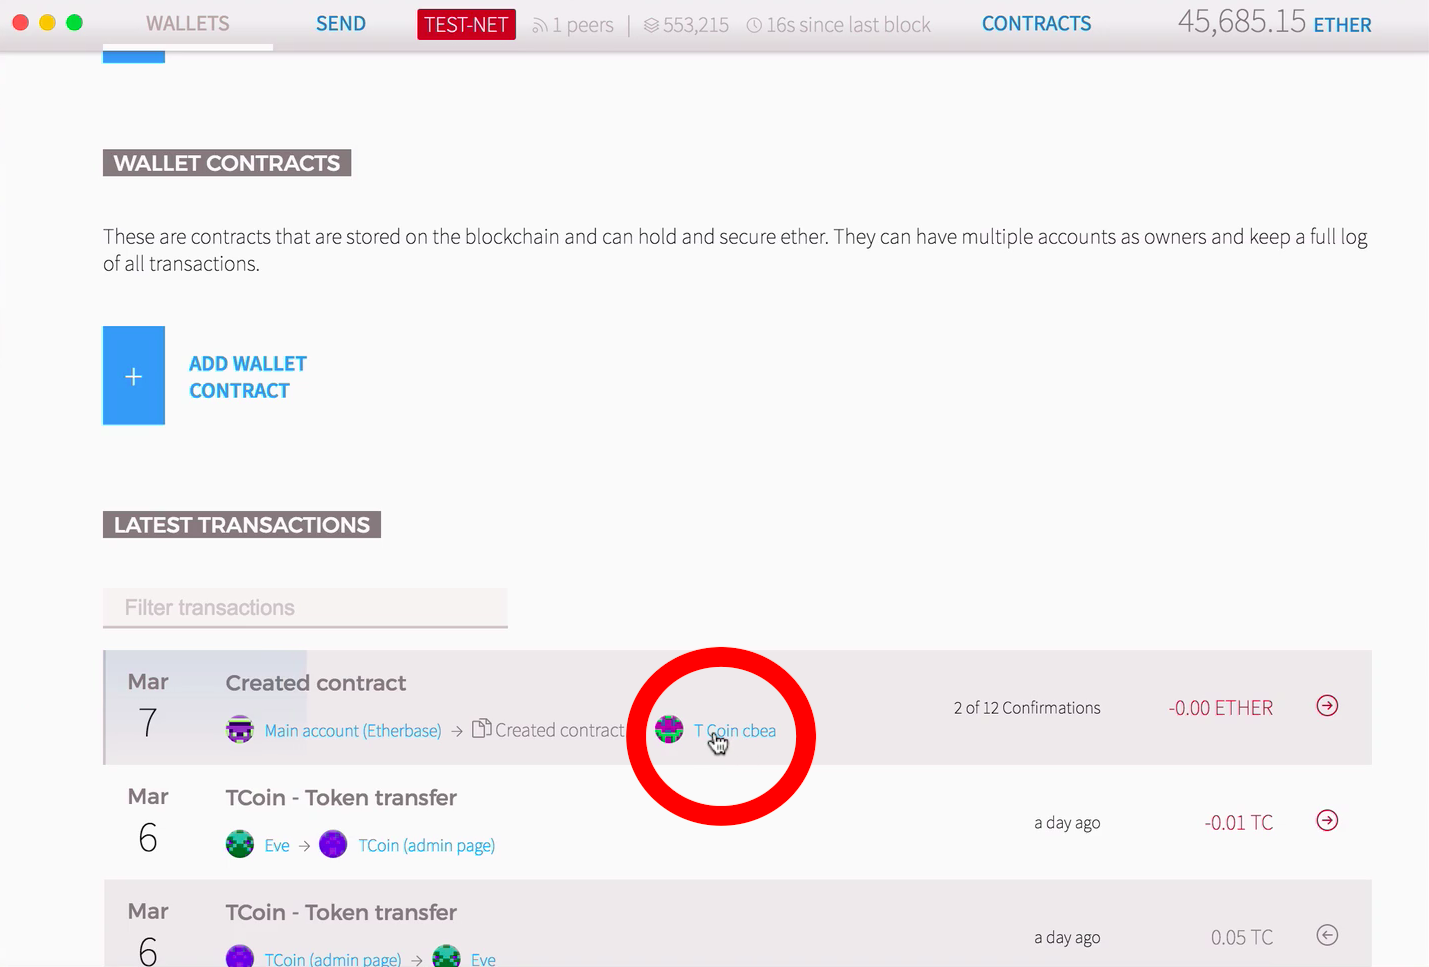 WALLETS SEND TEST-NET 1 peers | 553,215 16s since last block CONTRACTS 45,685.15 ETHER
WALLET CONTRACTS
These are contracts that are stored on the blockchain and can hold and secure ether. They can have multiple accounts as owners and keep a full log
of all transactions.
+
ADD WALLET
CONTRACT
LATEST TRANSACTIONS
Filter transactions
Mar
7
Created contract
Main account (Etherbase) → Created contract T Coin cbea
2 of 12 Confirmations
-0.00 ETHER
Mar
6
TCoin - Token transfer
Eve → TCoin (admin page)
a day ago
-0.01 TC
Mar
6
TCoin - Token transfer
TCoin (admin page) → Eve
a day ago
0.05 TC